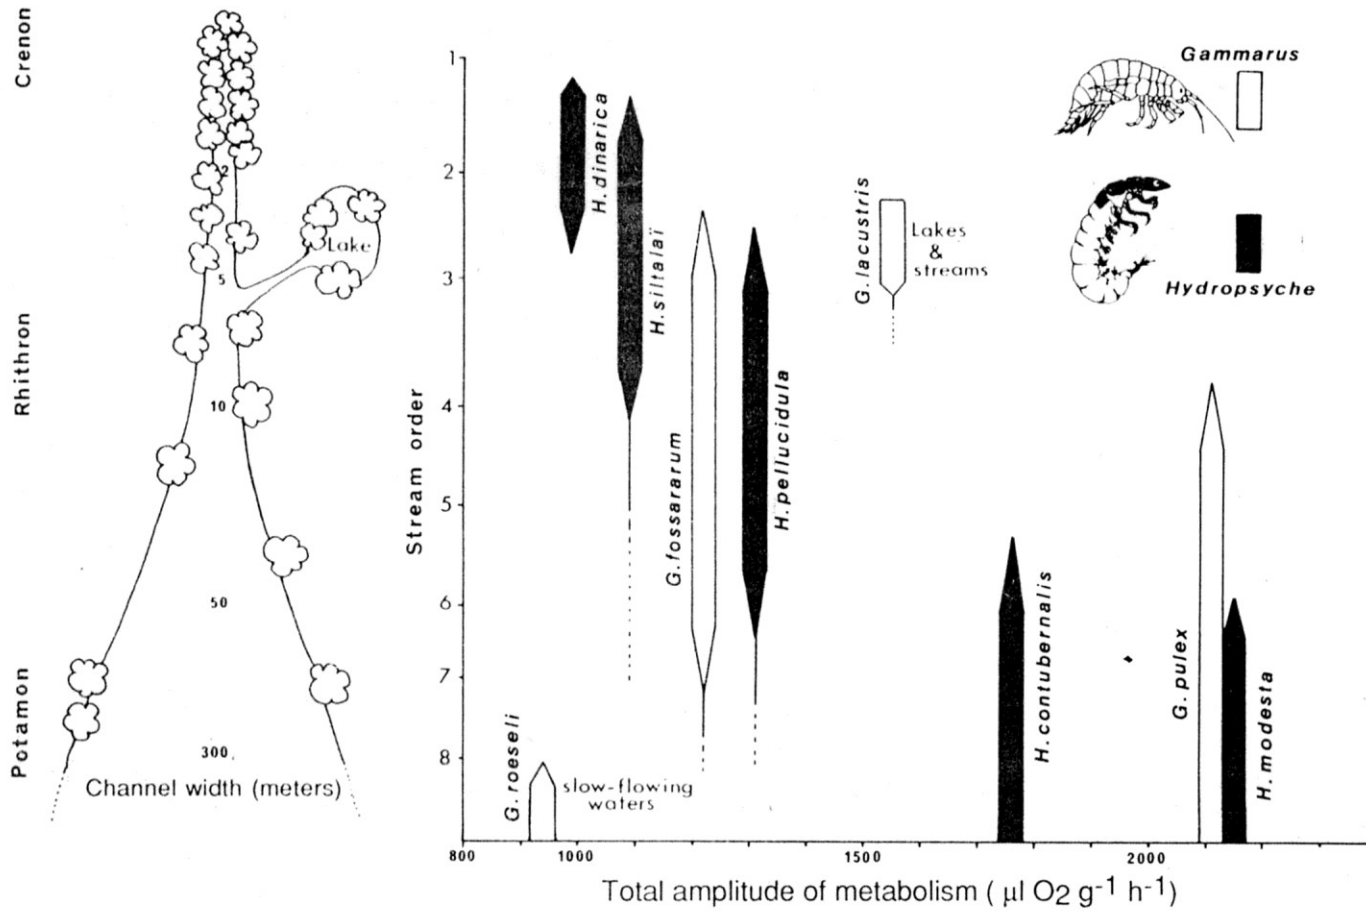 Crenon
Rhithron
Potamon
2
Lake
5
10
50
300
Channel width (meters)
Stream order
1
2
3
4
5
6
7
8
H. dinarica
H. siltalaï
G. fossararum
H. pellucidula
G. lacustris
Lakes
&
streams
Gammarus
Hydropsyche
G. roeseli
slow-flowing
waters
H. contubernalis
G. pulex
H. modesta
800
1000
1500
2000
Total amplitude of metabolism ( µl O2 g-1 h-1)